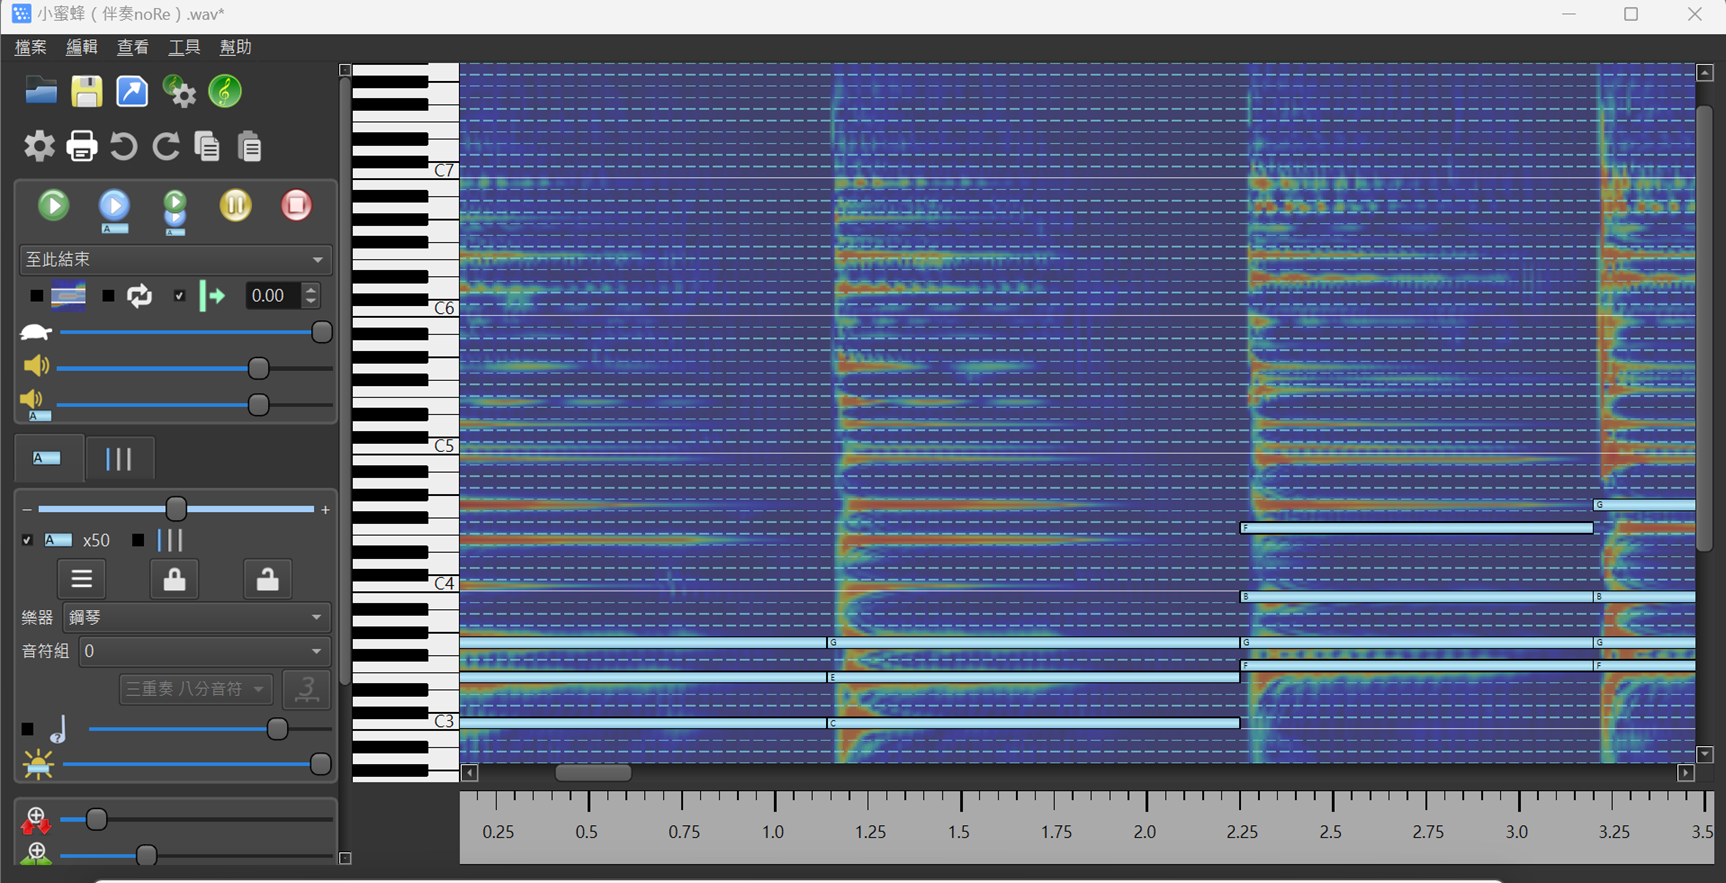 小蜜蜂（伴奏noRe）.wav*
檔案 編輯 查看 工具 幫助
A A
至此結束
0.00
A
A
− +
A x50
樂器 鋼琴
音符組 0
三重奏 八分音符 3
?
C7
C6
C5
C4
C3
G
F
B B
G G G
F F
E
C
0.25 0.5 0.75 1.0 1.25 1.5 1.75 2.0 2.25 2.5 2.75 3.0 3.25 3.5